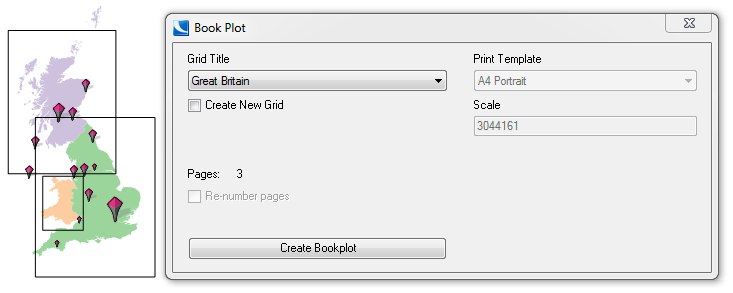 Book Plot
Grid Title
Great Britain
Create New Grid
Print Template
A4 Portrait
Scale
3044161
Pages: 3
Re-number pages
Create Bookplot